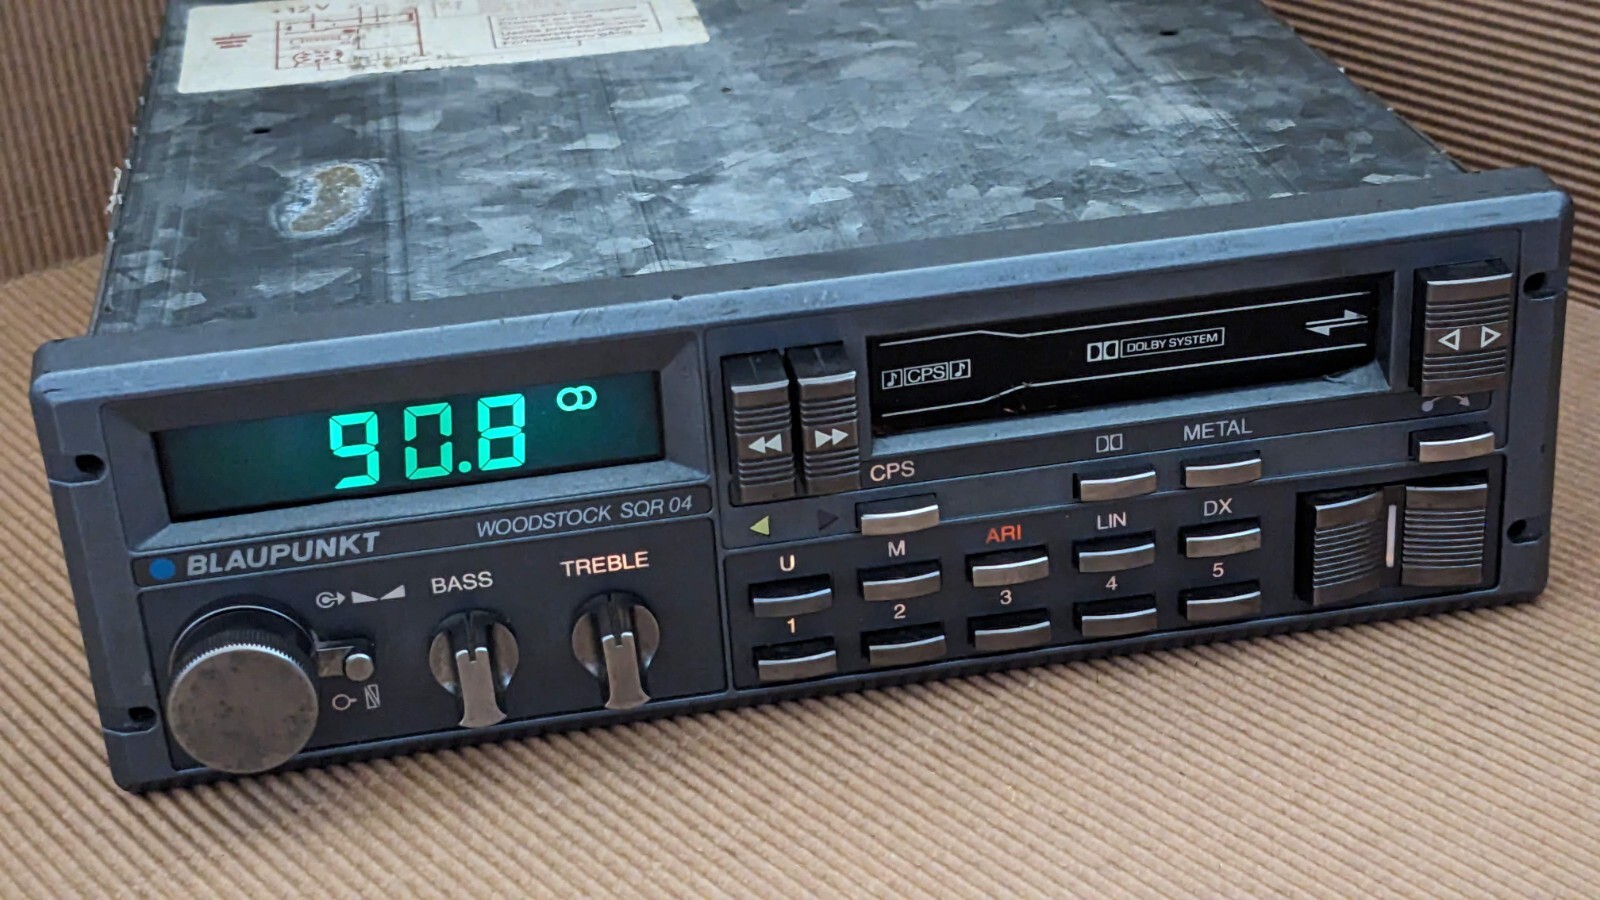 +12V
90.8
WOODSTOCK SQR 04
BLAUPUNKT
BASS
TREBLE
CPS
DOLBY SYSTEM
CPS
METAL
U
M
ARI
LIN
DX
1
2
3
4
5